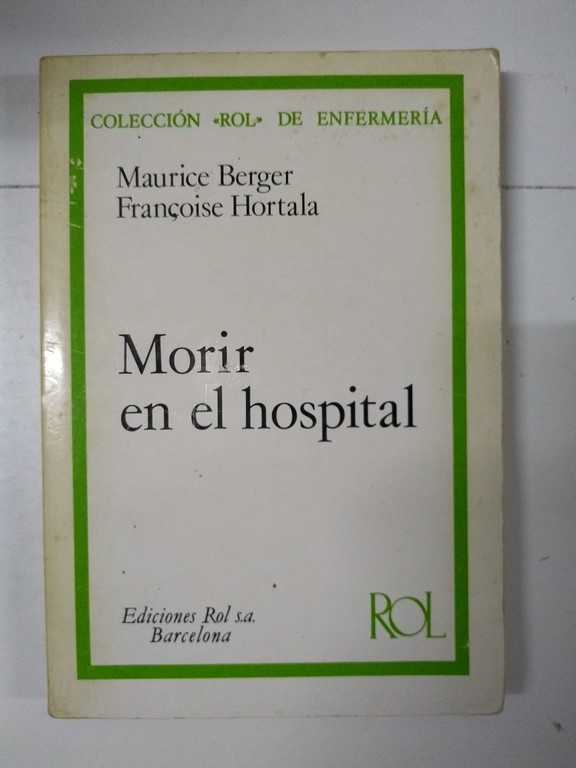 COLECCIÓN «ROL» DE ENFERMERÍA
Maurice Berger
Françoise Hortala
Morir
en el hospital
Ediciones Rol s.a.
Barcelona
ROL